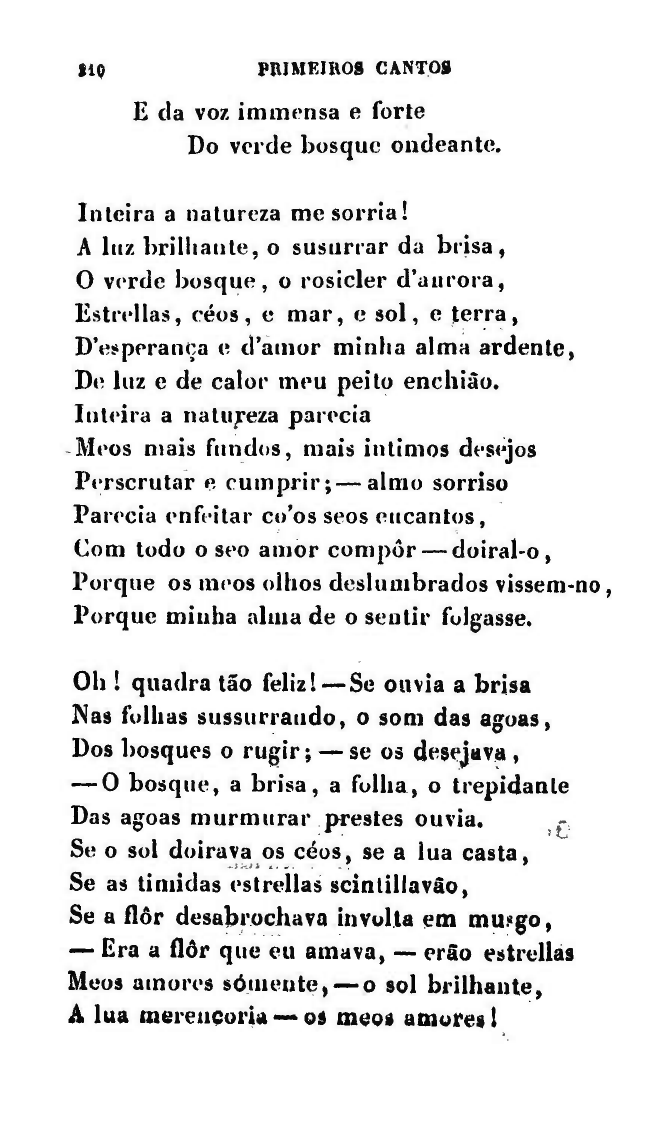 210 PRIMEIROS CANTOS
E da voz immensa e forte
Do verde bosque ondeante.
Inteira a natureza me sorria!
A luz brilhante, o susurrar da brisa,
O verde bosque, o rosicler d'aurora,
Estrellas, céos, e mar, e sol, e terra,
D'esperança e d'amor minha alma ardente,
De luz e de calor meu peito enchião.
Inteira a natureza parecia
Meos mais fundos, mais intimos desejos
Perscrutar e cumprir;—almo sorriso
Parecia enfeitar co'os seos encantos,
Com todo o seo amor compôr—doiral-o,
Porque os meos olhos deslumbrados vissem-no,
Porque minha alma de o sentir folgasse.
Oh! quadra tão feliz!—Se ouvia a brisa
Nas folhas sussurrando, o som das agoas,
Dos bosques o rugir;—se os desejava,
—O bosque, a brisa, a folha, o trepidante
Das agoas murmurar prestes ouvia.
Se o sol doirava os céos, se a lua casta,
Se as timidas estrellas scintillavão,
Se a flôr desabrochava involta em musgo,
—Era a flôr que eu amava,—erão estrellas
Meos amores sómente,—o sol brilhante,
A lua merencoria—os meos amores!